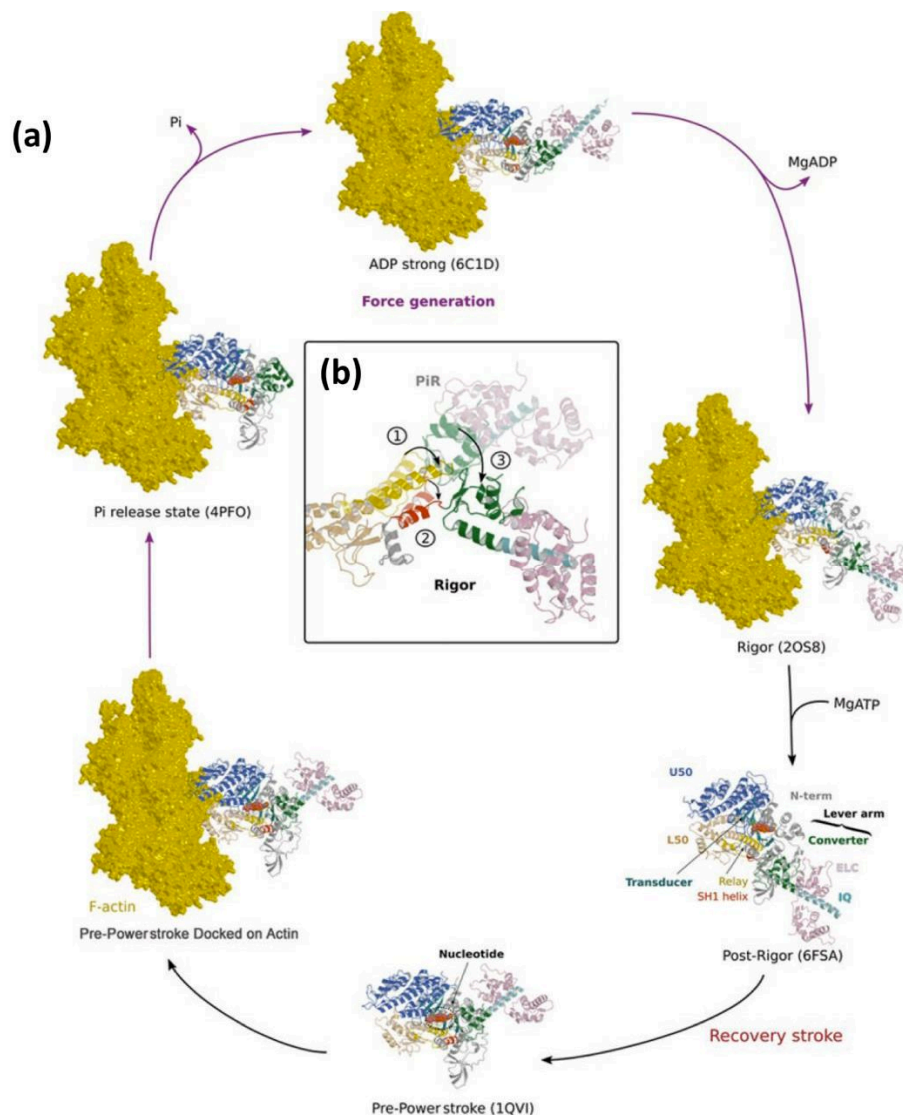 (a)
Pi
MgADP
ADP strong (6C1D)
Force generation
(b)
PiR
①
③
②
Rigor
Pi release state (4PFO)
Rigor (2OS8)
MgATP
U50
N-term
Lever arm
L50
Converter
Transducer
Relay
ELC
SH1 helix
IQ
F-actin
Pre-Powerstroke Docked on Actin
Post-Rigor (6FSA)
Nucleotide
Recovery stroke
Pre-Power stroke (1QVI)